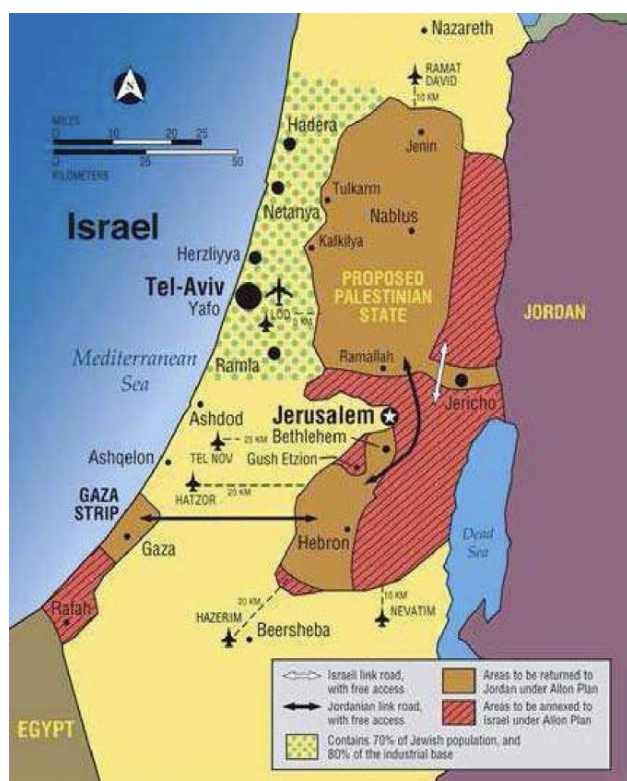 Nazareth
RAMAT
DAVID
10 KM
N
MILES
0 10 20 25
0 25 50
KILOMETERS
Hadera
Jenin
Tulkarm
Netanya
Nablus
Israel
Kalkilya
Herzliyya
Tel-Aviv
Yafo
LOD
9 KM
PROPOSED
PALESTINIAN
STATE
JORDAN
Ramla
Ramallah
Mediterranean
Sea
Jericho
Ashdod
Jerusalem
Bethlehem
25 KM
TEL NOV
Gush Etzion
Ashqelon
HATZOR
25 KM
GAZA
STRIP
Gaza
Hebron
Dead
Sea
Rafah
20 KM
10 KM
HAZERIM
NEVATIM
Beersheba
EGYPT
Israeli link road,
with free access
Jordanian link road,
with free access
Contains 70% of Jewish population, and
80% of the industrial base
Areas to be returned to
Jordan under Allon Plan
Areas to be annexed to
Israel under Allon Plan